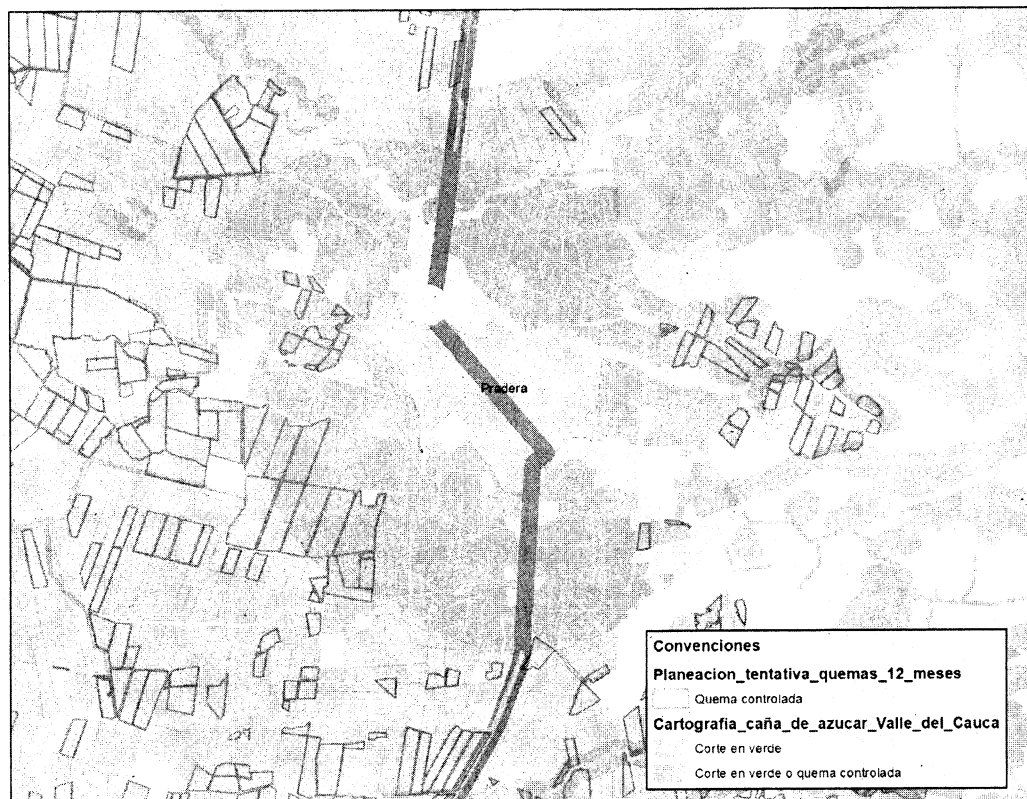 Pradera
Convenciones
Planeacion_tentativa_quemas_12_meses
Quema controlada
Cartografia_caña_de_azucar_Valle_del_Cauca
Corte en verde
Corte en verde o quema controlada